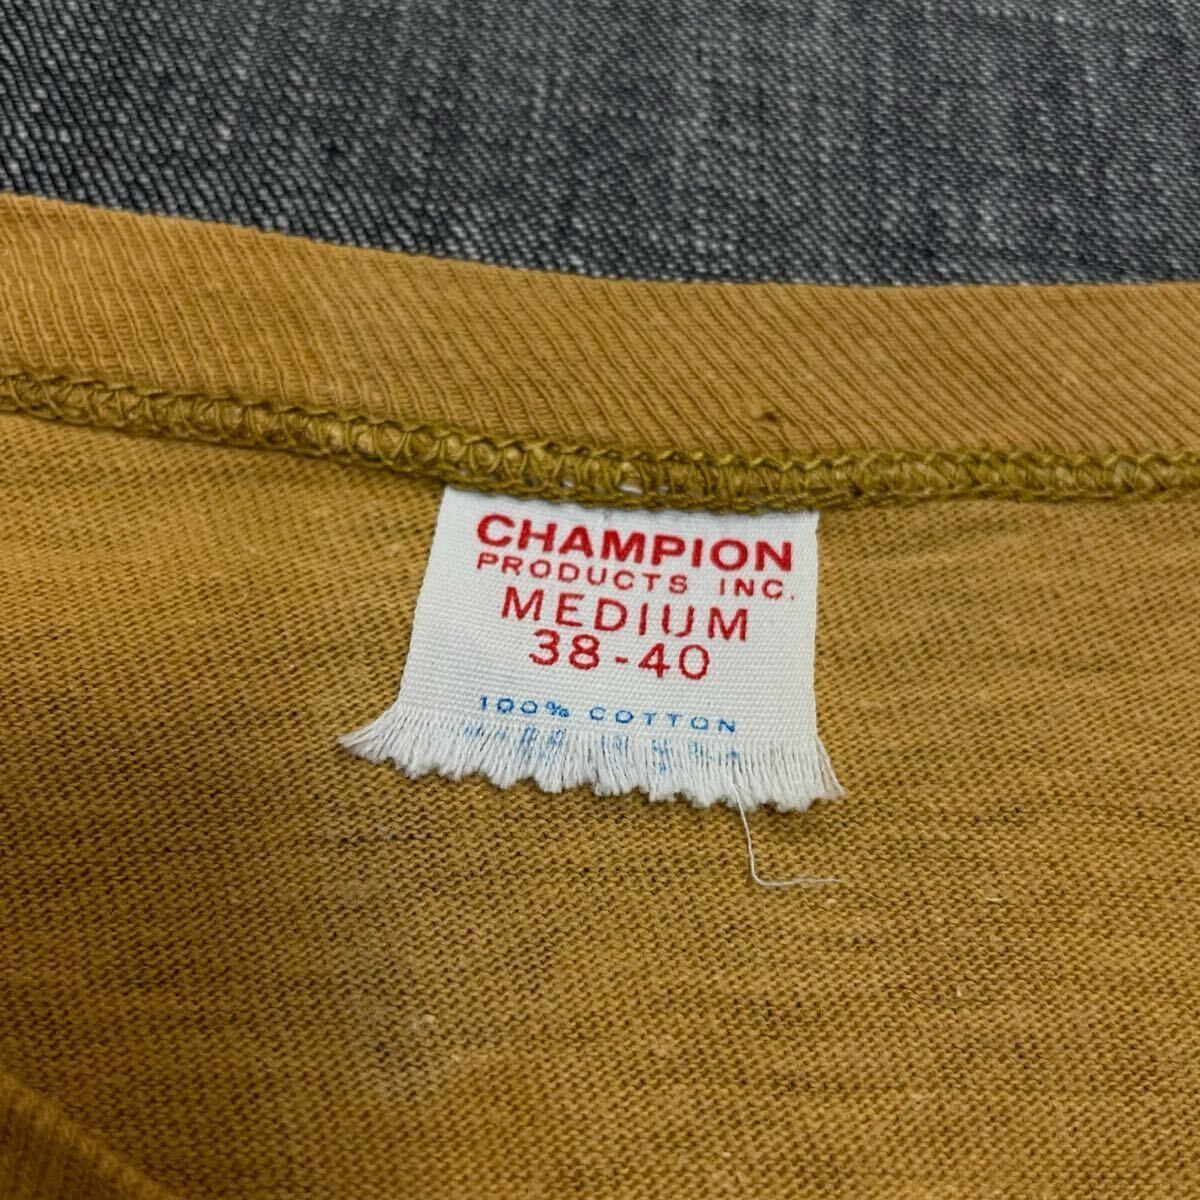 CHAMPION
PRODUCTS INC.
MEDIUM
38-40
100% COTTON